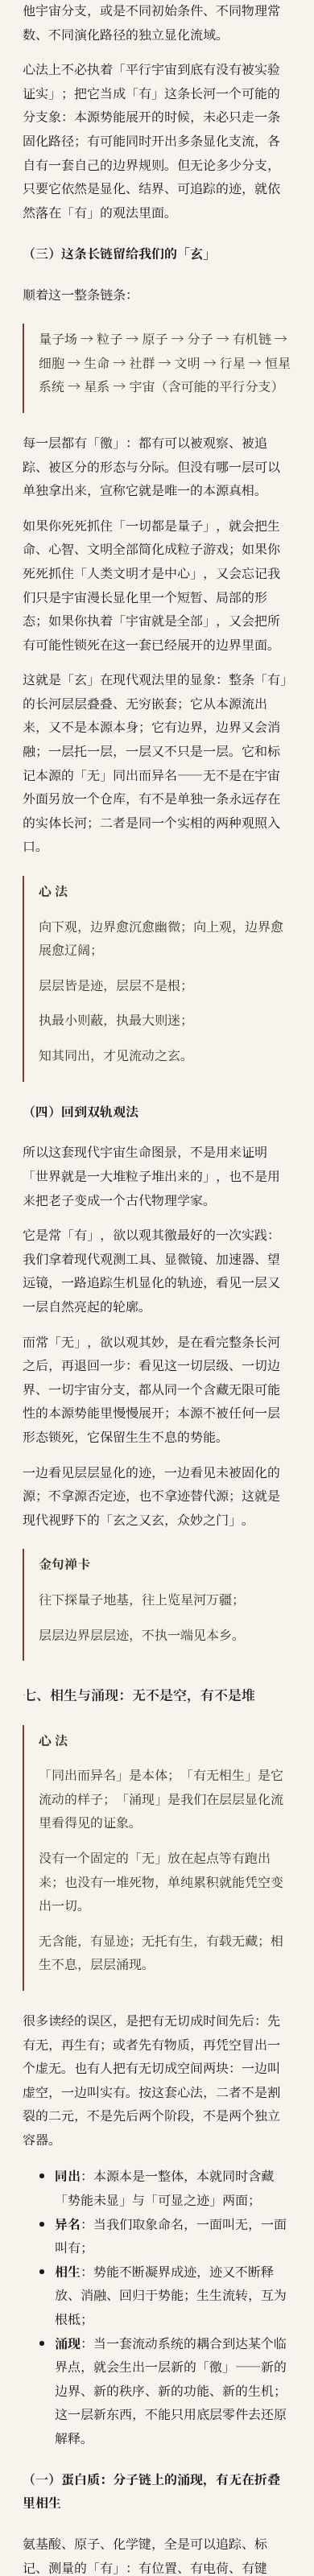 他宇宙分支，或是不同初始条件、不同物理常
数、不同演化路径的独立显化流域。
心法上不必执着「平行宇宙到底有没有被实验
证实」；把它当成「有」这条长河一个可能的
分支象：本源势能展开的时候，未必只走一条
固化路径；有可能同时开出多条显化支流，各
自有一套自己的边界规则。但无论多少分支，
只要它依然是显化、结界、可追踪的迹，就依
然落在「有」的观法里面。
（三）这条长链留给我们的「玄」
顺着这一整条链条：
量子场 → 粒子 → 原子 → 分子 → 有机链 →
细胞 → 生命 → 社群 → 文明 → 行星 → 恒星
系统 → 星系 → 宇宙（含可能的平行分支）
每一层都有「徼」：都有可以被观察、被追
踪、被区分的形态与分际。但没有哪一层可以
单独拿出来，宣称它就是唯一的本源真相。
如果你死死抓住「一切都是量子」，就会把生
命、心智、文明全部简化成粒子游戏；如果你
死死抓住「人类文明才是中心」，又会忘记我
们只是宇宙漫长显化里一个短暂、局部的形
态；如果你执着「宇宙就是全部」，又会把所
有可能性锁死在这一套已经展开的边界里面。
这就是「玄」在现代观法里的显象：整条「有」
的长河层层叠叠、无穷嵌套；它从本源流出
来，又不是本源本身；它有边界，边界又会消
融；一层托一层，一层又不只是一层。它和标
记本源的「无」同出而异名——无不是在宇宙
外面另放一个仓库，有不是单独一条永远存在
的实体长河；二者是同一个实相的两种观照入
口。
心 法
向下观，边界愈沉愈幽微；向上观，边界愈
展愈辽阔；
层层皆是迹，层层不是根；
执最小则蔽，执最大则迷；
知其同出，才见流动之玄。
（四）回到双轨观法
所以这套现代宇宙生命图景，不是用来证明
「世界就是一大堆粒子堆出来的」，也不是用
来把老子变成一个古代物理学家。
它是常「有」，欲以观其徼最好的一次实践：
我们拿着现代观测工具、显微镜、加速器、望
远镜，一路追踪生机显化的轨迹，看见一层又
一层自然亮起的轮廓。
而常「无」，欲以观其妙，是在看完整条长河
之后，再退回一步：看见这一切层级、一切边
界、一切宇宙分支，都从同一个含藏无限可能
性的本源势能里慢慢展开；本源不被任何一层
形态锁死，它保留生生不息的势能。
一边看见层层显化的迹，一边看见未被固化的
源；不拿源否定迹，也不拿迹替代源；这就是
现代视野下的「玄之又玄，众妙之门」。
金句禅卡
往下探量子地基，往上览星河万疆；
层层边界层层迹，不执一端见本乡。
七、相生与涌现：无不是空，有不是堆
心 法
「同出而异名」是本体；「有无相生」是它
流动的样子；「涌现」是我们在层层显化流
里看得见的证象。
没有一个固定的「无」放在起点等有跑出
来；也没有一堆死物，单纯累积就能凭空变
出一切。
无含能，有显迹；无托有生，有载无藏；相
生不息，层层涌现。
很多读经的误区，是把有无切成时间先后：先
有无，再生有；或者先有物质，再凭空冒出一
个虚无。也有人把有无切成空间两块：一边叫
虚空，一边叫实有。按这套心法，二者不是割
裂的二元，不是先后两个阶段，不是两个独立
容器。
• 同出：本源本是一整体，本就同时含藏
「势能未显」与「可显之迹」两面；
• 异名：当我们取象命名，一面叫无，一面
叫有；
• 相生：势能不断凝界成迹，迹又不断释
放、消融、回归于势能；生生流转，互为
根柢；
• 涌现：当一套流动系统的耦合到达某个临
界点，就会生出一层新的「徼」——新的
边界、新的秩序、新的功能、新的生机；
这一层新东西，不能只用底层零件去还原
解释。
（一）蛋白质：分子链上的涌现，有无在折叠
里相生
氨基酸、原子、化学键，全是可以追踪、标
记、测量的「有」：有位置、有电荷、有键